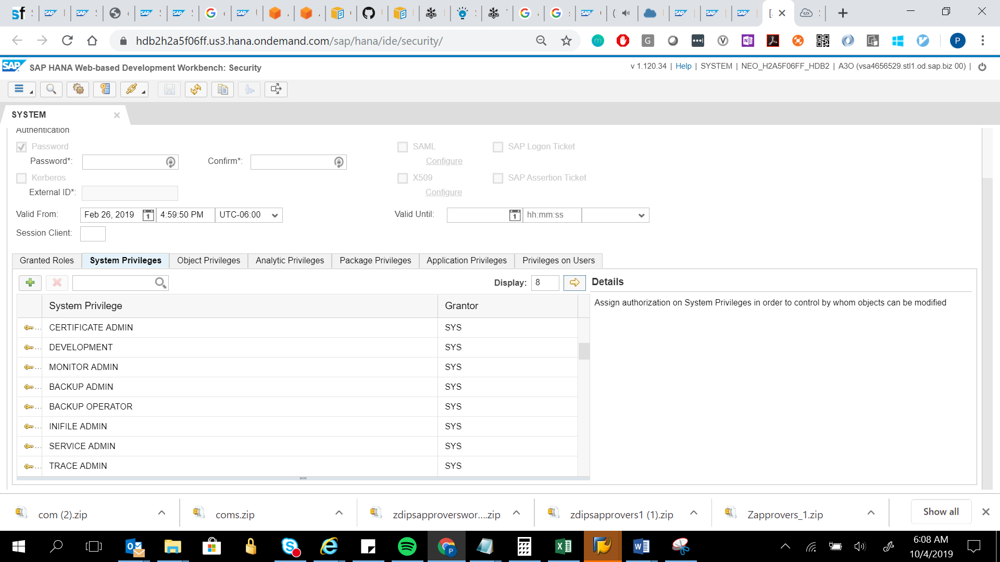 hdb2h2a5f06ff.us3.hana.ondemand.com/sap/hana/ide/security/
SAP SAP HANA Web-based Development Workbench: Security
v 1.120.34 | Help | SYSTEM | NEO_H2A5F06FF_HDB2 | A3O (vsa4656529.stl1.od.sap.biz 00) |
SYSTEM
Authentication
Password SAML SAP Logon Ticket
Password*: Confirm*: Configure
Kerberos X509 SAP Assertion Ticket
External ID*: Configure
Valid From: Feb 26, 2019 1 4:59:50 PM UTC-06:00 Valid Until: 1 hh:mm:ss
Session Client:
Granted Roles System Privileges Object Privileges Analytic Privileges Package Privileges Application Privileges Privileges on Users
Display: 8 Details
System Privilege Grantor
Assign authorization on System Privileges in order to control by whom objects can be modified
CERTIFICATE ADMIN SYS
DEVELOPMENT SYS
MONITOR ADMIN SYS
BACKUP ADMIN SYS
BACKUP OPERATOR SYS
INIFILE ADMIN SYS
SERVICE ADMIN SYS
TRACE ADMIN SYS
com (2).zip coms.zip zdipsapproverswor....zip zdipsapprovers1 (1).zip Zapprovers_1.zip Show all
6:08 AM
10/4/2019